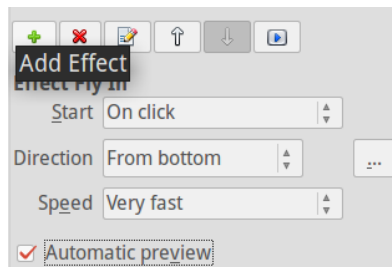 Add Effect
Effect Fly In
Start On click
Direction From bottom
...
Speed Very fast
Automatic preview